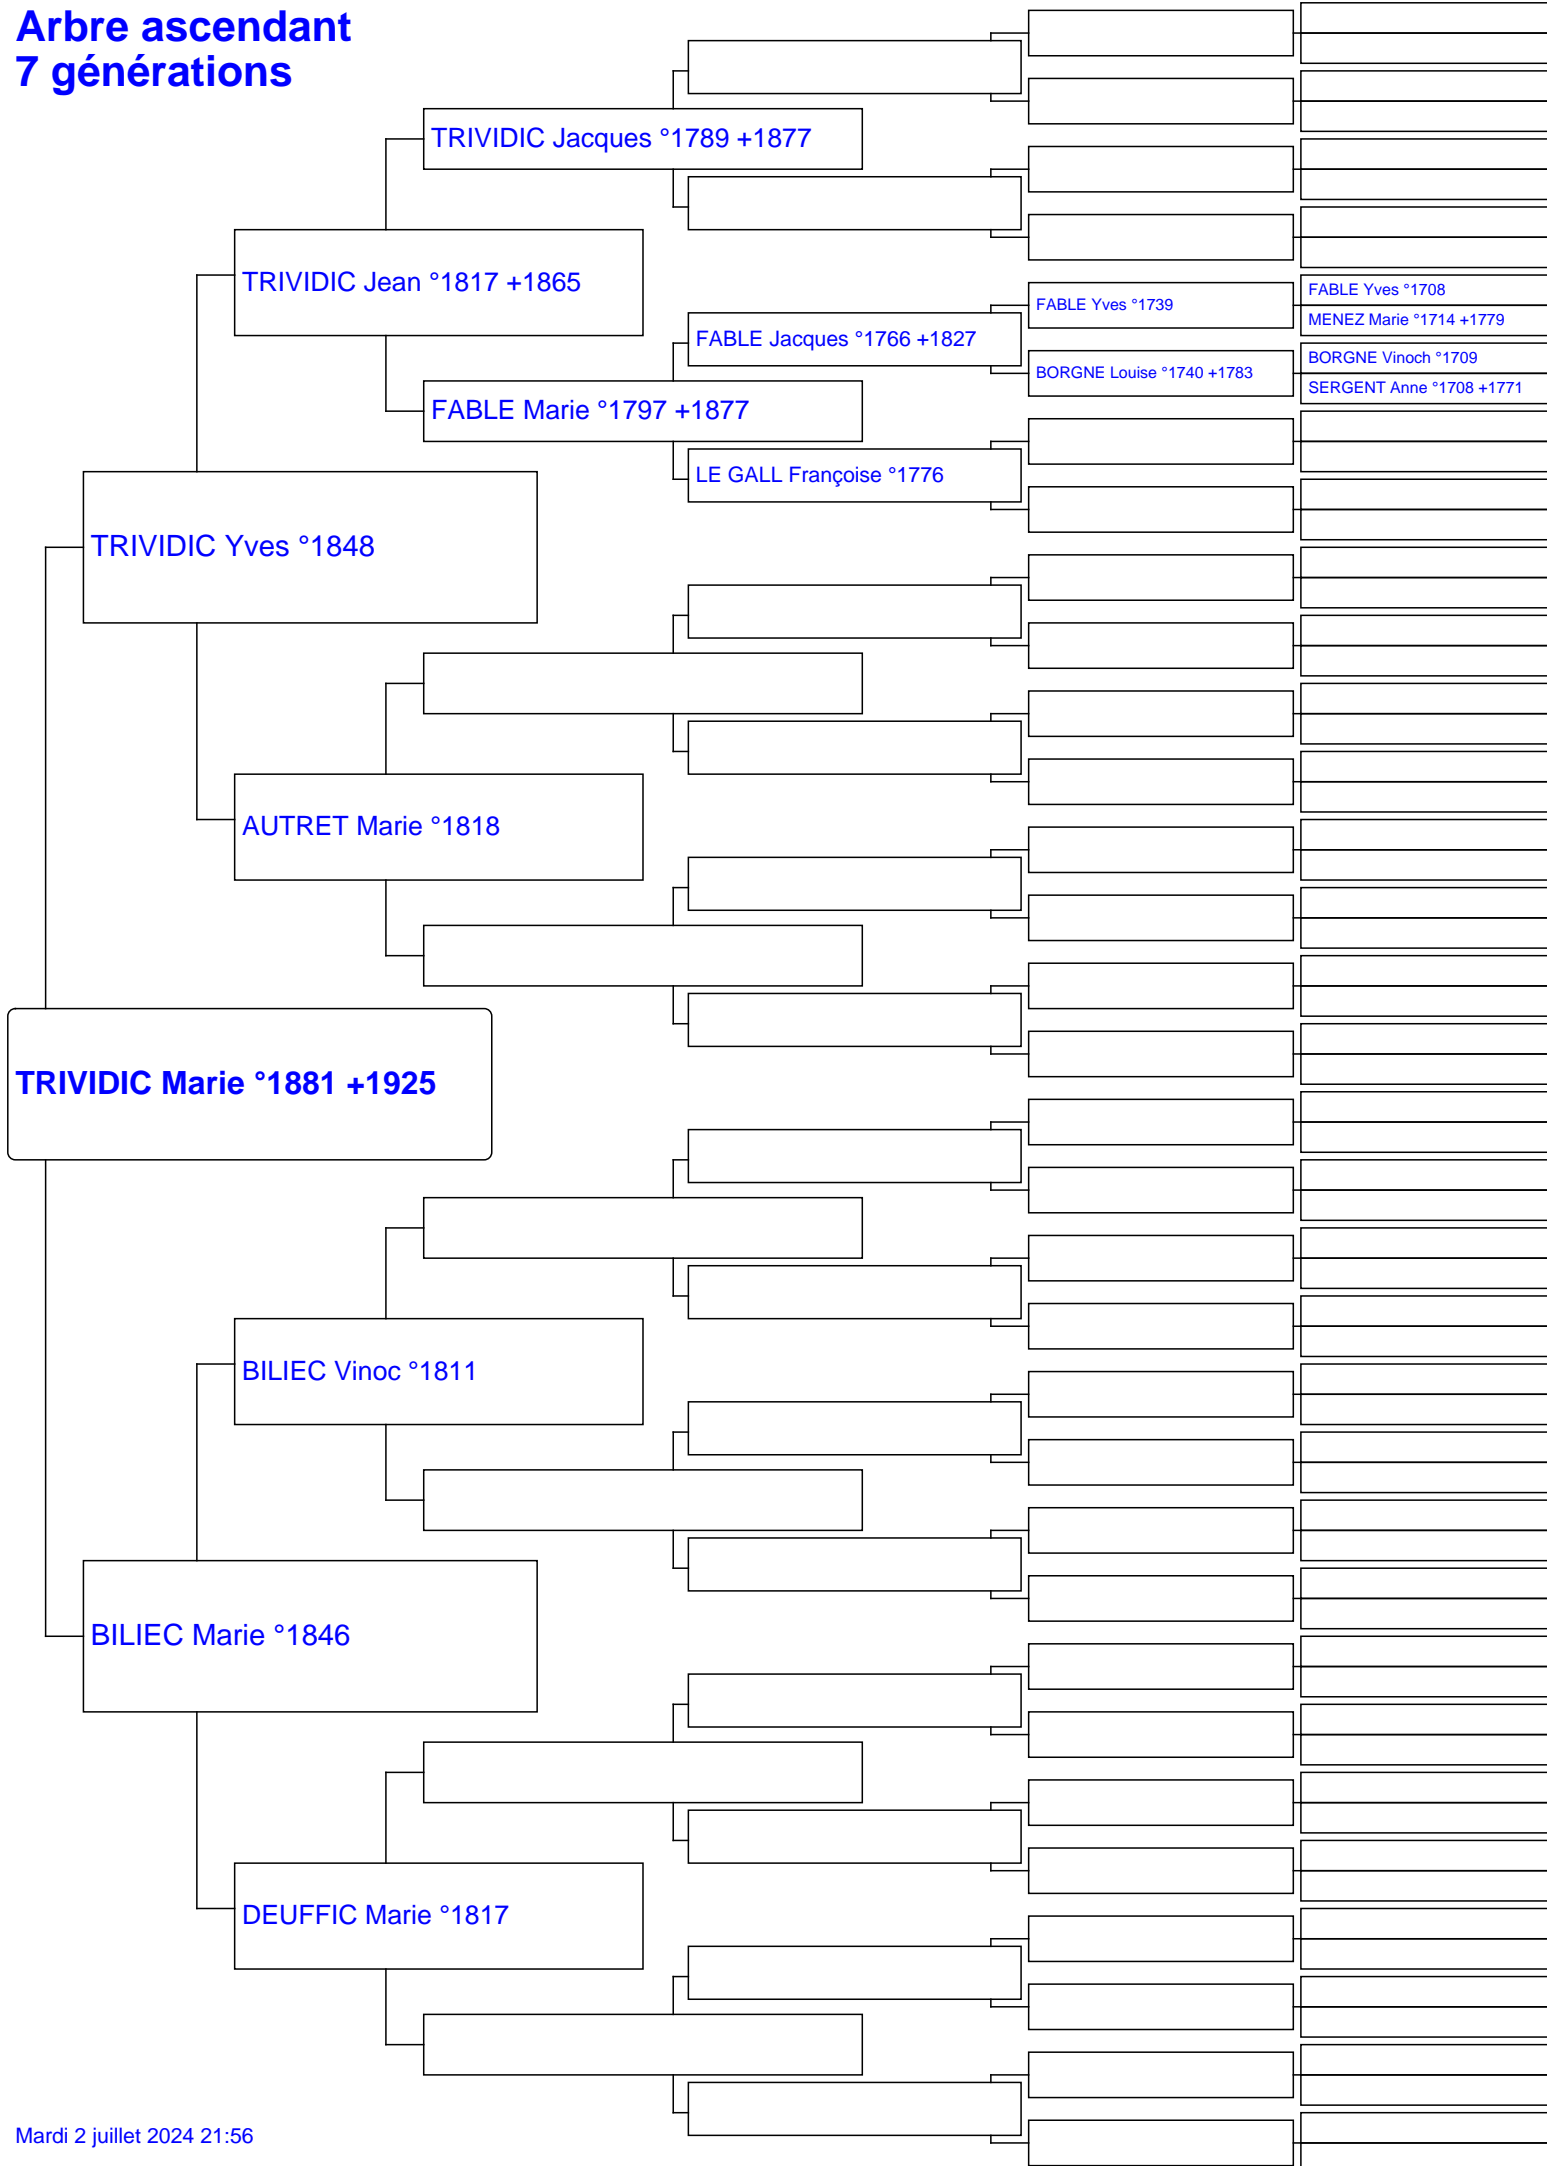 Arbre ascendant
7 générations
TRIVIDIC Jacques °1789 +1877
TRIVIDIC Jean °1817 +1865
FABLE Yves °1708
FABLE Yves °1739
MENEZ Marie °1714 +1779
FABLE Jacques °1766 +1827
BORGNE Vinoch °1709
BORGNE Louise °1740 +1783
SERGENT Anne °1708 +1771
FABLE Marie °1797 +1877
LE GALL Françoise °1776
TRIVIDIC Yves °1848
AUTRET Marie °1818
TRIVIDIC Marie °1881 +1925
BILIEC Vinoc °1811
BILIEC Marie °1846
DEUFFIC Marie °1817
Mardi 2 juillet 2024 21:56